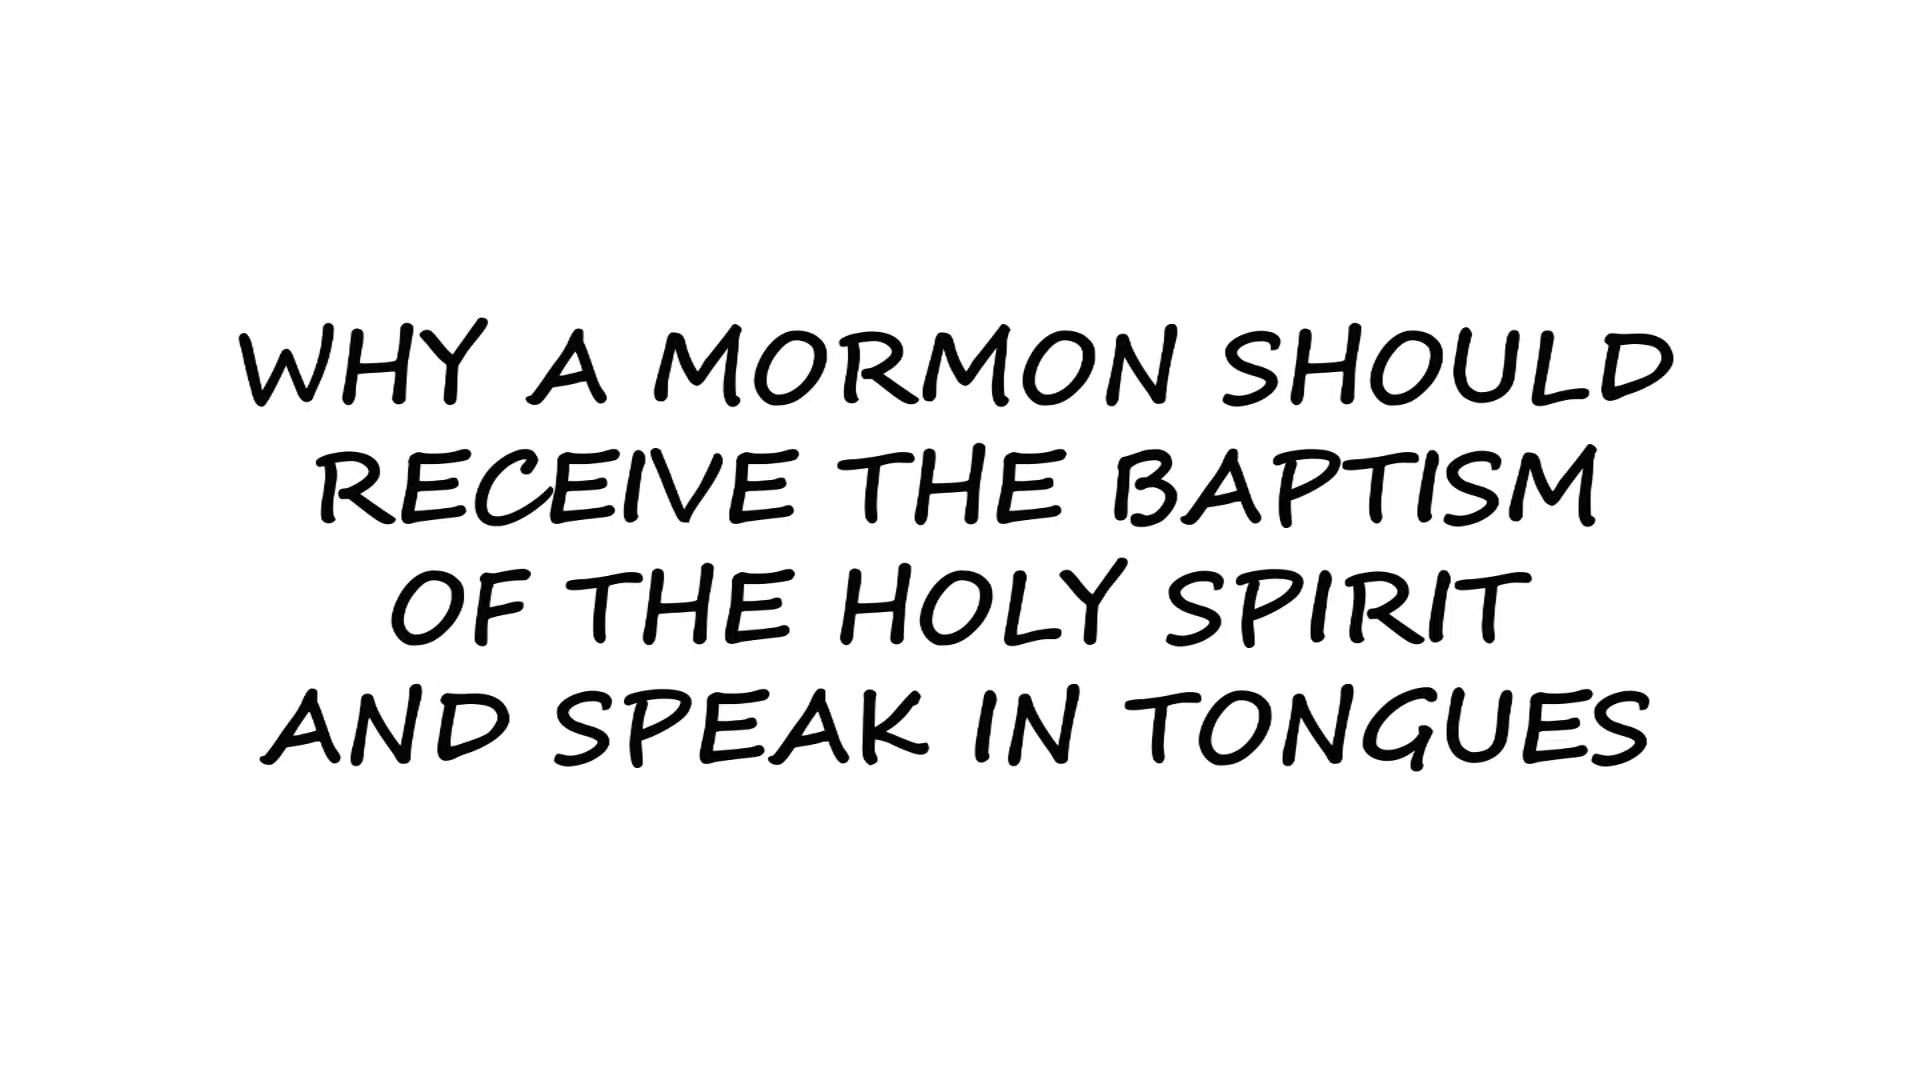 WHY A MORMON SHOULD
RECEIVE THE BAPTISM
OF THE HOLY SPIRIT
AND SPEAK IN TONGUES